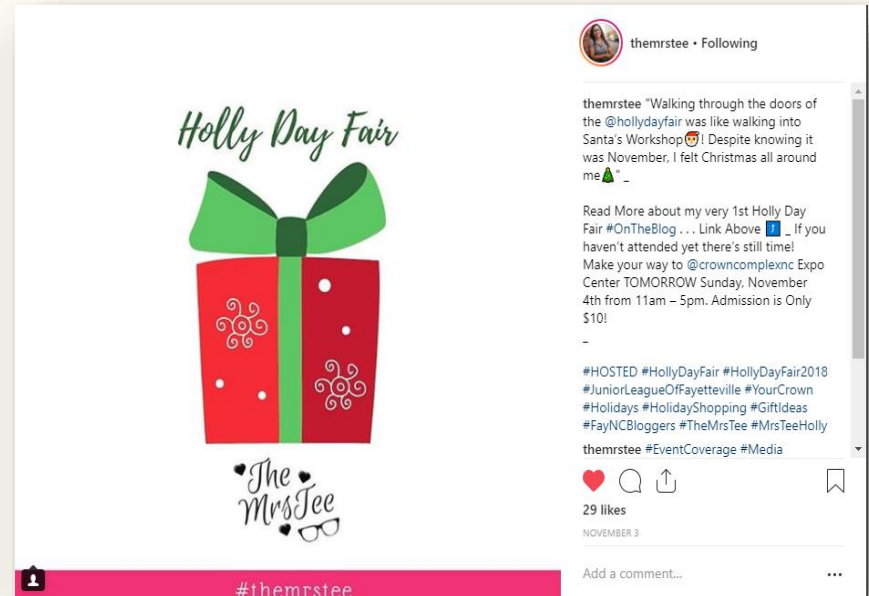 Holly Day Fair
The
MrsTee
#themrstee
themrstee • Following
themrstee "Walking through the doors of
the @hollydayfair was like walking into
Santa's Workshop🎅! Despite knowing it
was November, I felt Christmas all around
me🎄" _
Read More about my very 1st Holly Day
Fair #OnTheBlog . . . Link Above ⤴ _ If you
haven't attended yet there's still time!
Make your way to @crowncomplexnc Expo
Center TOMORROW Sunday, November
4th from 11am – 5pm. Admission is Only
$10!
_
#HOSTED #HollyDayFair #HollyDayFair2018
#JuniorLeagueOfFayetteville #YourCrown
#Holidays #HolidayShopping #GiftIdeas
#FayNCBloggers #TheMrsTee #MrsTeeHolly
themrstee #EventCoverage #Media
29 likes
NOVEMBER 3
Add a comment...